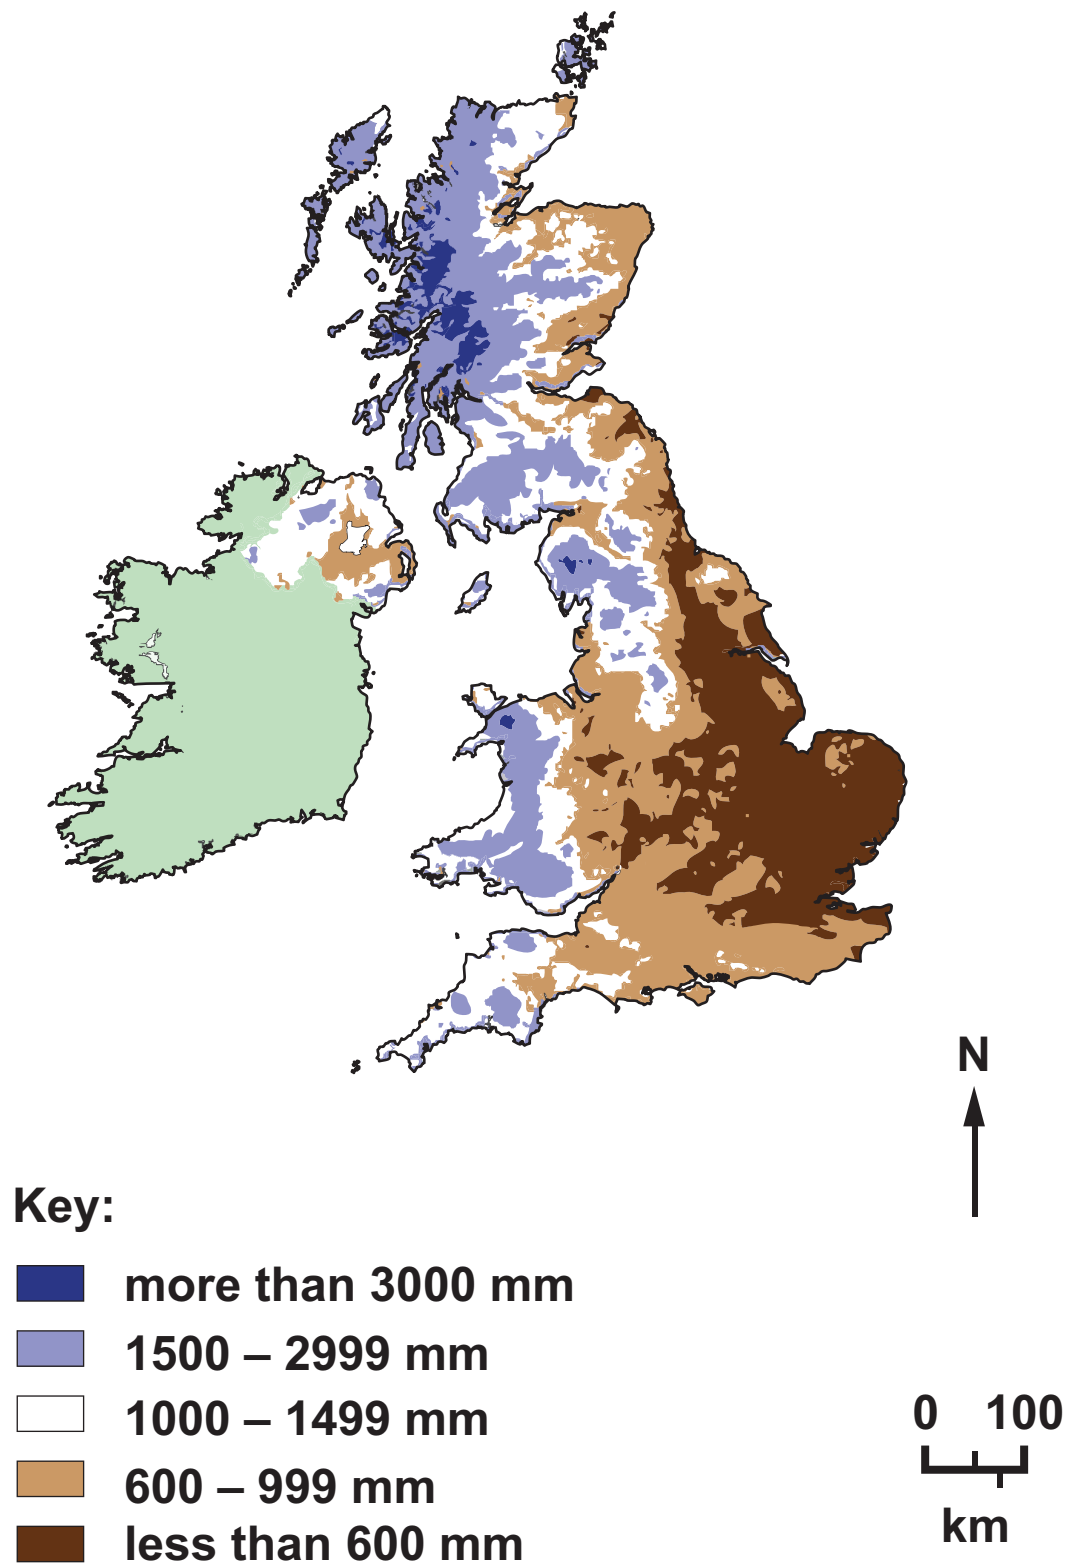 N
Key:
more than 3000 mm
1500 – 2999 mm
1000 – 1499 mm
600 – 999 mm
less than 600 mm
0 100
km